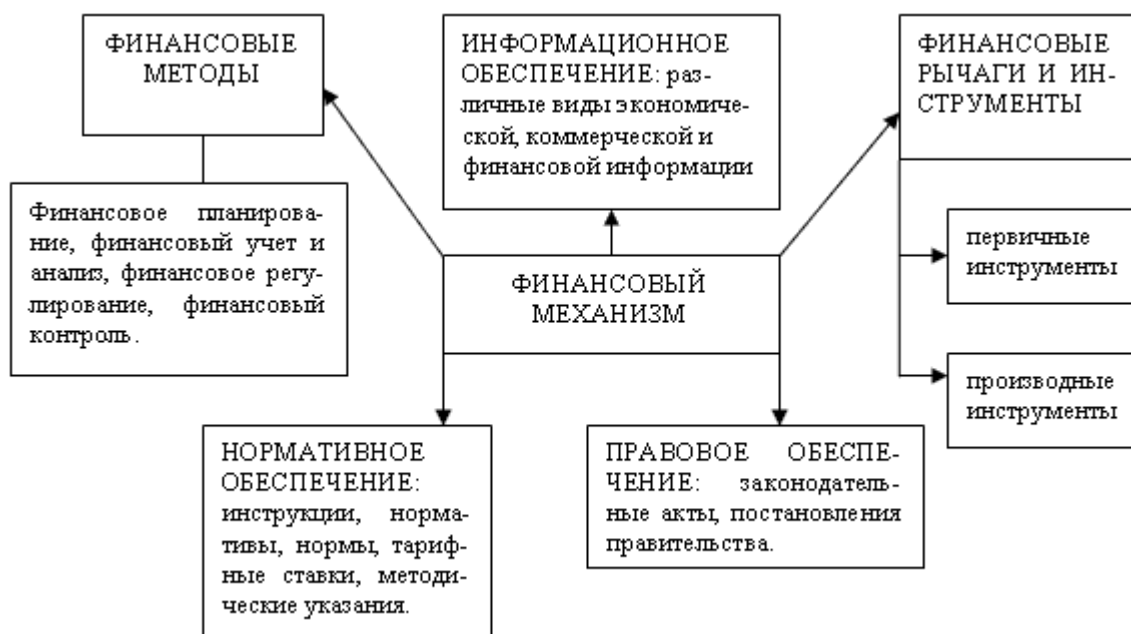 ФИНАНСОВЫЕ
МЕТОДЫ
ИНФОРМАЦИОННОЕ
ОБЕСПЕЧЕНИЕ: раз-
личные виды экономиче-
ской, коммерческой и
финансовой информации
ФИНАНСОВЫЕ
РЫЧАГИ И ИН-
СТРУМЕНТЫ
Финансовое планирова-
ние, финансовый учет и
анализ, финансовое регу-
лирование, финансовый
контроль.
ФИНАНСОВЫЙ
МЕХАНИЗМ
первичные
инструменты
производные
инструменты
НОРМАТИВНОЕ
ОБЕСПЕЧЕНИЕ:
инструкции, норма-
тивы, нормы, тариф-
ные ставки, методи-
ческие указания.
ПРАВОВОЕ ОБЕСПЕ-
ЧЕНИЕ: законодатель-
ные акты, постановления
правительства.